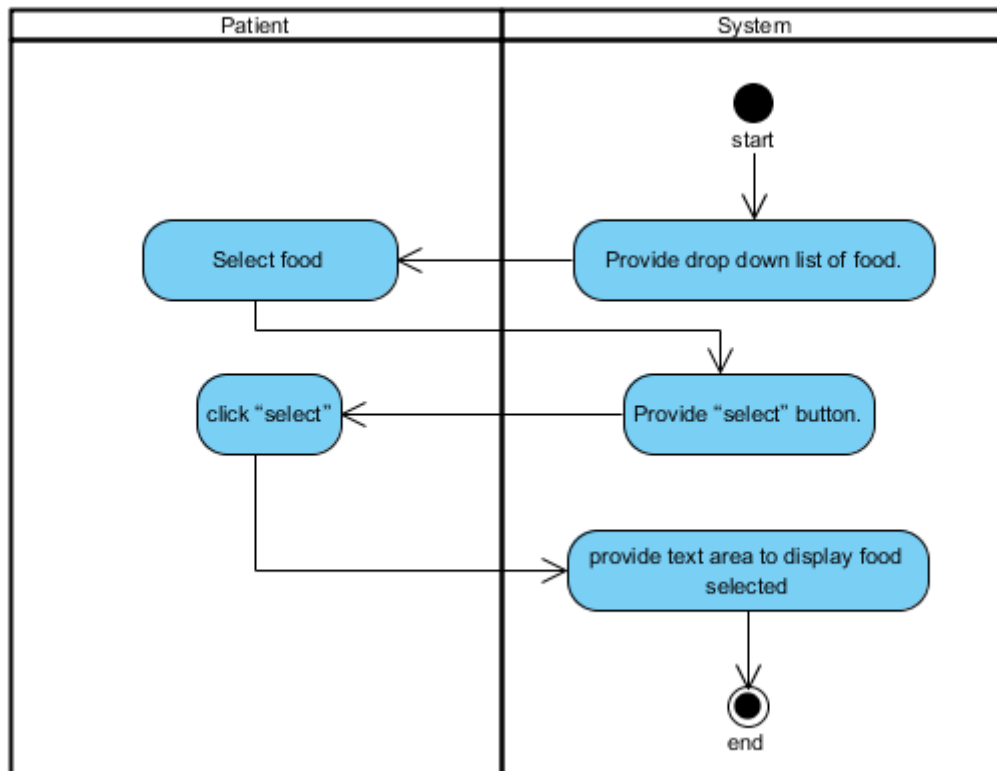 Patient
System
start
Select food
Provide drop down list of food.
click “select”
Provide “select” button.
provide text area to display food
selected
end